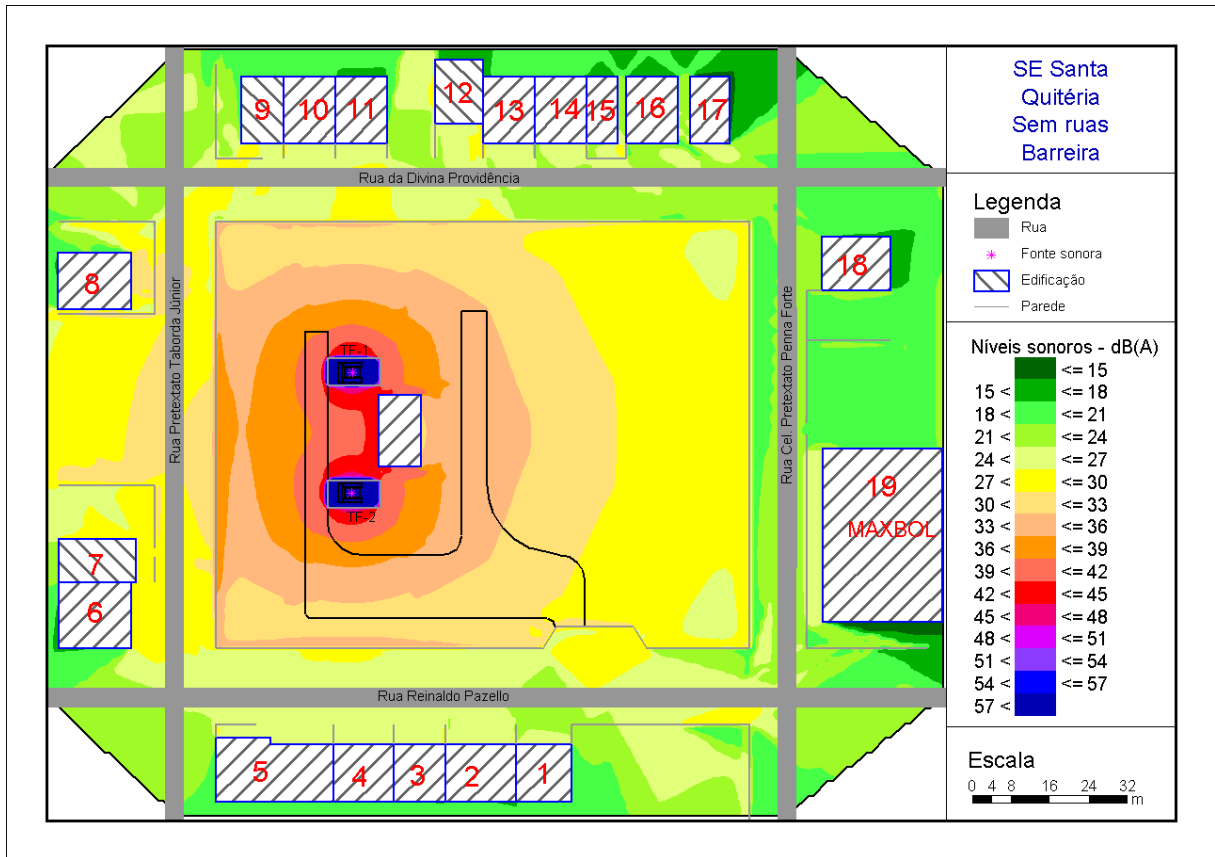 SE Santa
Quitéria
Sem ruas
Barreira
Legenda
Rua
Fonte sonora
Edificação
Parede
Níveis sonoros - dB(A)
<= 15
15 < <= 18
18 < <= 21
21 < <= 24
24 < <= 27
27 < <= 30
30 < <= 33
33 < <= 36
36 < <= 39
39 < <= 42
42 < <= 45
45 < <= 48
48 < <= 51
51 < <= 54
54 < <= 57
57 <
Escala
0 4 8 16 24 32
m
9 10 11 12 13 14 15 16 17
Rua da Divina Providência
8
18
Rua Pretextato Taborda Júnior
Rua Cel. Pretextato Penna Forte
TF-1
TF-2
19
MAXBOL
7
6
Rua Reinaldo Pazello
5 4 3 2 1